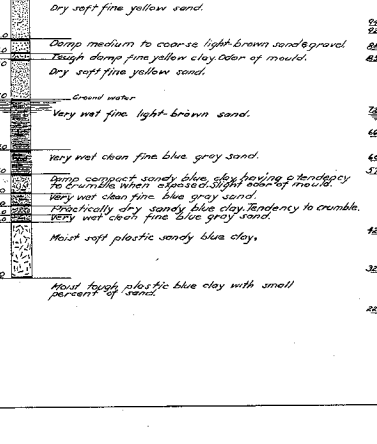 Dry soft fine yellow sand.
Damp medium to coarse light-brown sand & gravel.
Tough damp fine yellow clay. Odor of mould.
Dry soft fine yellow sand.
Ground water
Very wet fine light-brown sand.
Very wet clean fine blue gray sand.
Damp compact sandy blue clay having a tendency
to crumble when exposed. Slight odor of mould.
Very wet clean fine blue gray sand.
Practically dry sandy blue clay. Tendency to crumble.
Very wet clean fine blue gray sand.
Moist soft plastic sandy blue clay.
Moist tough plastic blue clay with small
percent of sand.